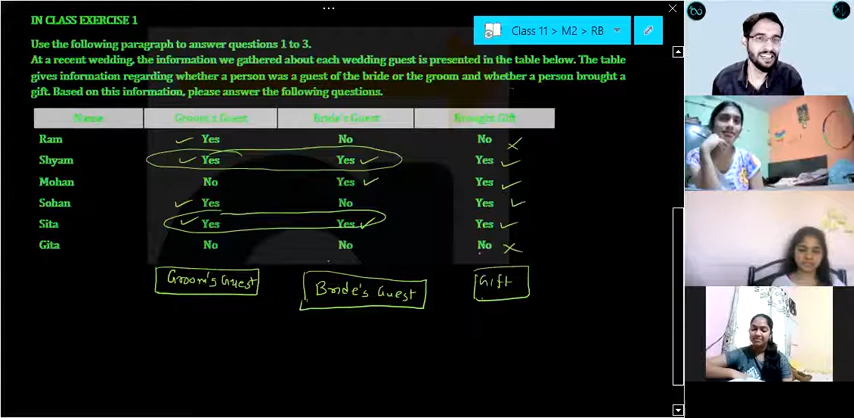 IN CLASS EXERCISE 1
Class 11 > M2 > RB
Use the following paragraph to answer questions 1 to 3.
At a recent wedding, the information we gathered about each wedding guest is presented in the table below. The table
gives information regarding whether a person was a guest of the bride or the groom and whether a person brought a
gift. Based on this information, please answer the following questions.
Name Groom's Guest Bride's Guest Brought Gift
Ram Yes No No
Shyam Yes Yes Yes
Mohan No Yes Yes
Sohan Yes No Yes
Sita Yes Yes Yes
Gita No No No
Groom's Guest
Bride's Guest
Gift